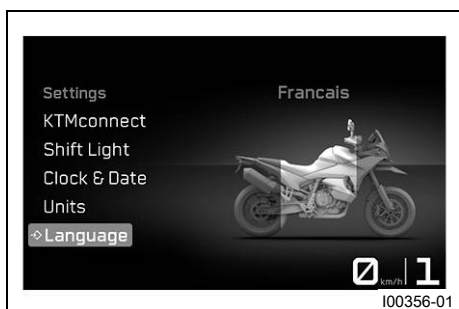 Settings
Francais
KTMconnect
Shift Light
Clock & Date
Units
Language
0 km/h 1
I00356-01